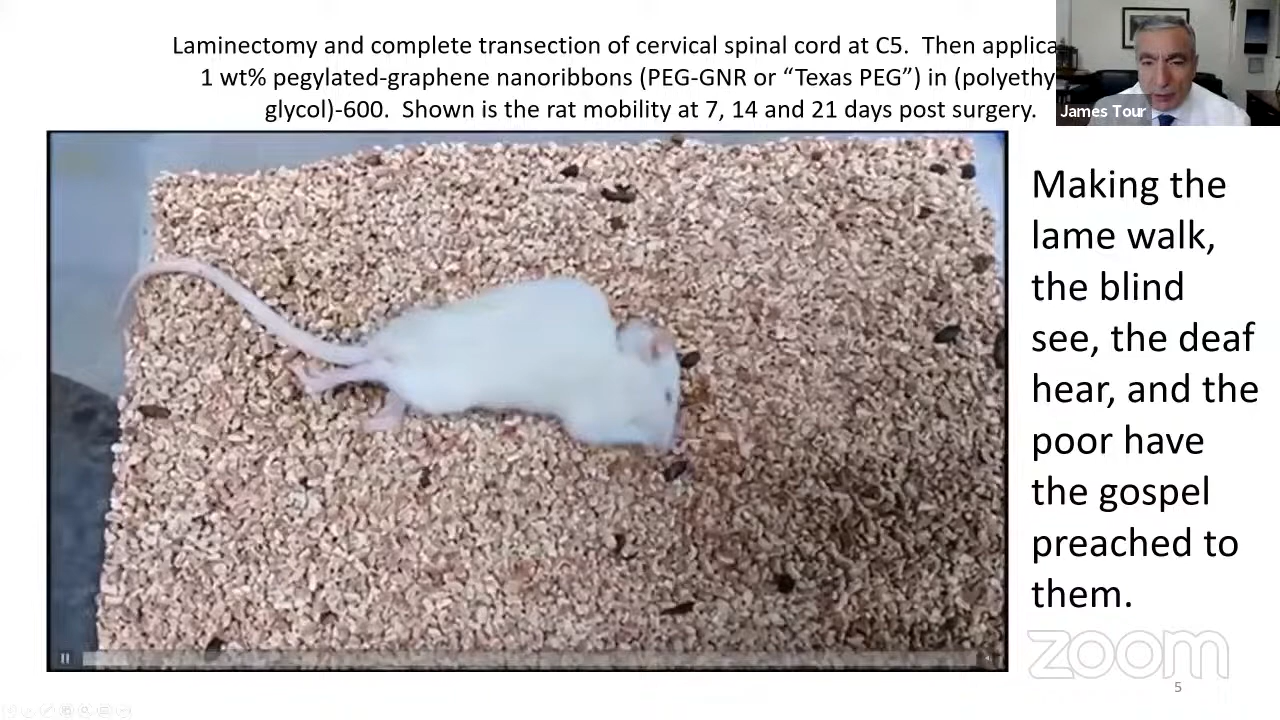 Laminectomy and complete transection of cervical spinal cord at C5. Then applica
1 wt% pegylated-graphene nanoribbons (PEG-GNR or “Texas PEG”) in (polyethy
glycol)-600. Shown is the rat mobility at 7, 14 and 21 days post surgery.
James Tour
Making the
lame walk,
the blind
see, the deaf
hear, and the
poor have
the gospel
preached to
them.
zoom
5